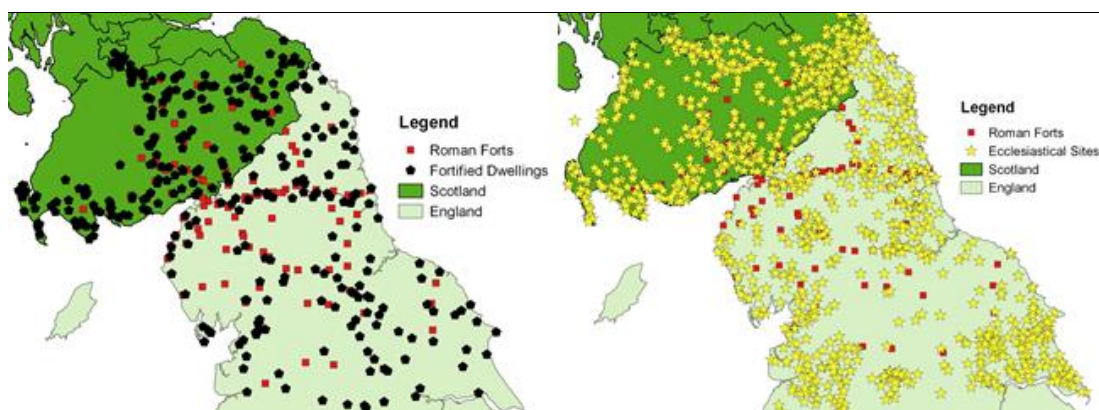 Legend
Roman Forts
Fortified Dwellings
Scotland
England
Legend
Roman Forts
Ecclesiastical Sites
Scotland
England